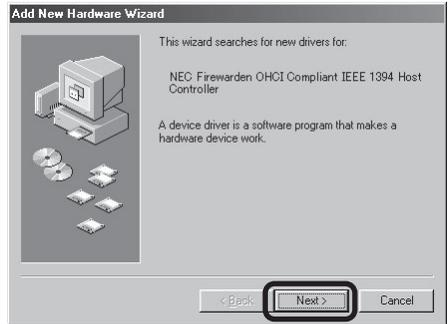 Add New Hardware Wizard
This wizard searches for new drivers for:
NEC Firewarden OHCI Compliant IEEE 1394 Host
Controller
A device driver is a software program that makes a
hardware device work.
< Back
Next >
Cancel